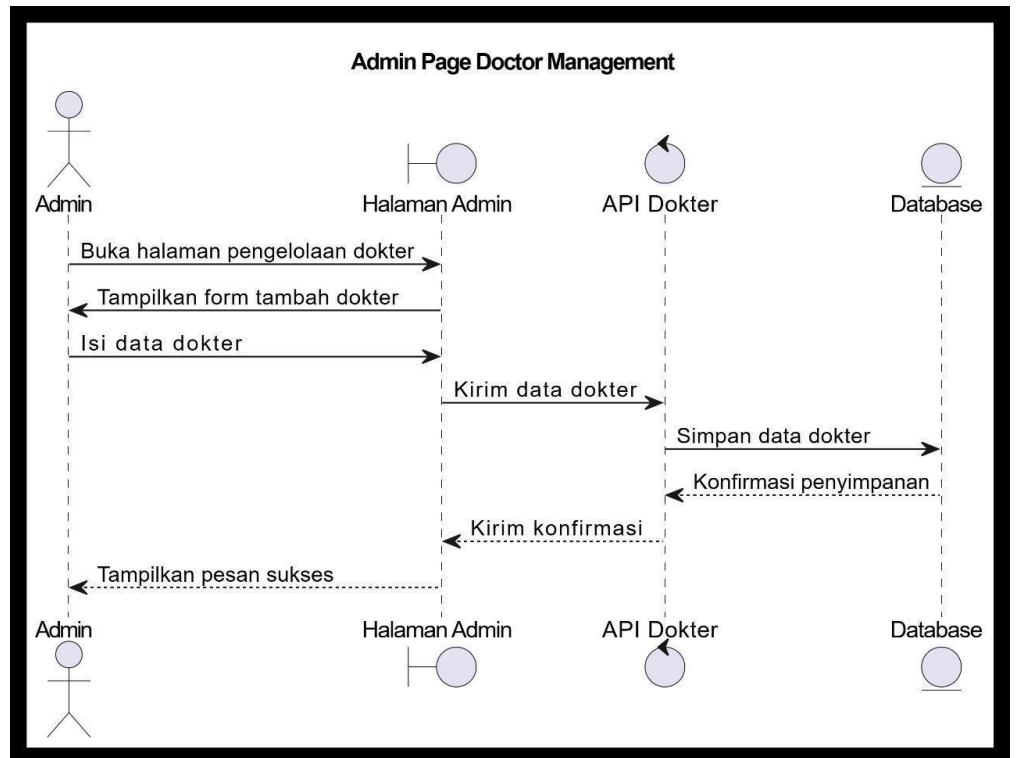 Admin Page Doctor Management
Admin
Halaman Admin
API Dokter
Database
Buka halaman pengelolaan dokter
Tampilkan form tambah dokter
Isi data dokter
Kirim data dokter
Simpan data dokter
Konfirmasi penyimpanan
Kirim konfirmasi
Tampilkan pesan sukses
Admin
Halaman Admin
API Dokter
Database